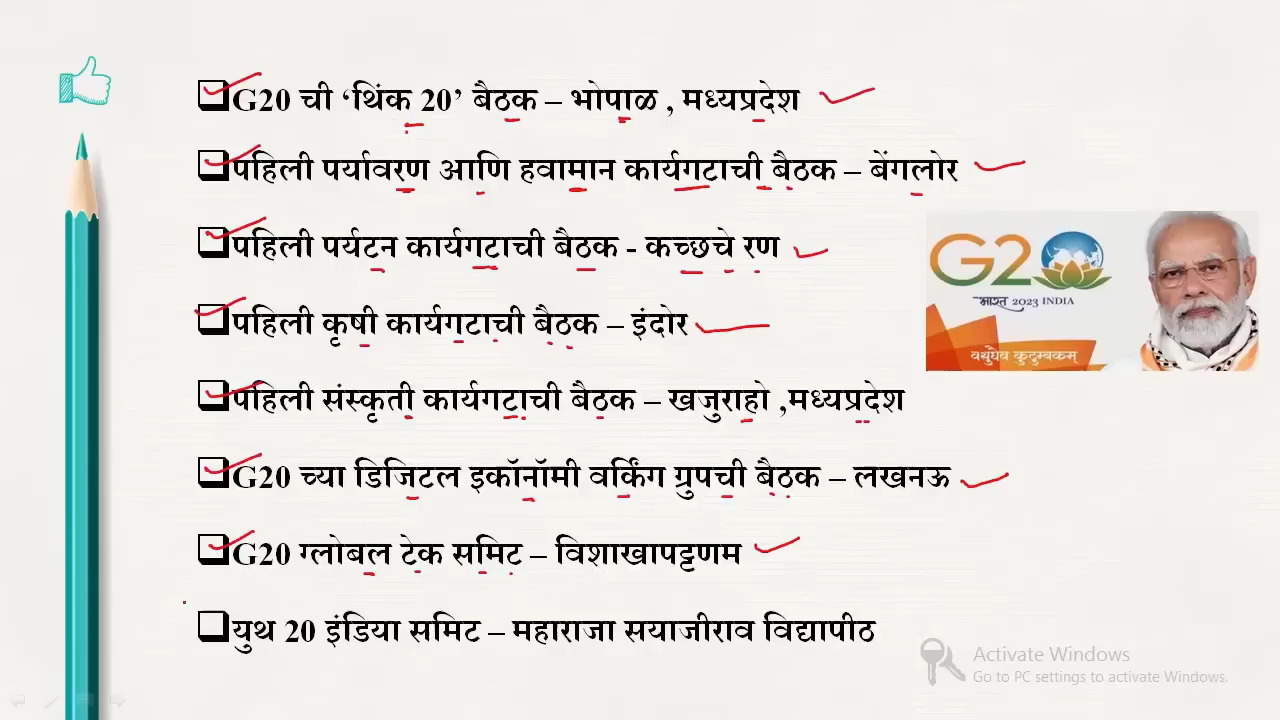 G20 ची ‘थिंक 20’ बैठक – भोपाळ , मध्यप्रदेश
पहिली पर्यावरण आणि हवामान कार्यगटाची बैठक – बेंगलोर
पहिली पर्यटन कार्यगटाची बैठक - कच्छचे रण
G20
भारत 2023 INDIA
वसुधैव कुटुम्बकम्
पहिली कृषी कार्यगटाची बैठक – इंदोर
पहिली संस्कृती कार्यगटाची बैठक – खजुराहो ,मध्यप्रदेश
G20 च्या डिजिटल इकॉनॉमी वर्किंग ग्रुपची बैठक – लखनऊ
G20 ग्लोबल टेक समिट – विशाखापट्टणम
युथ 20 इंडिया समिट – महाराजा सयाजीराव विद्यापीठ
Activate Windows
Go to PC settings to activate Windows.